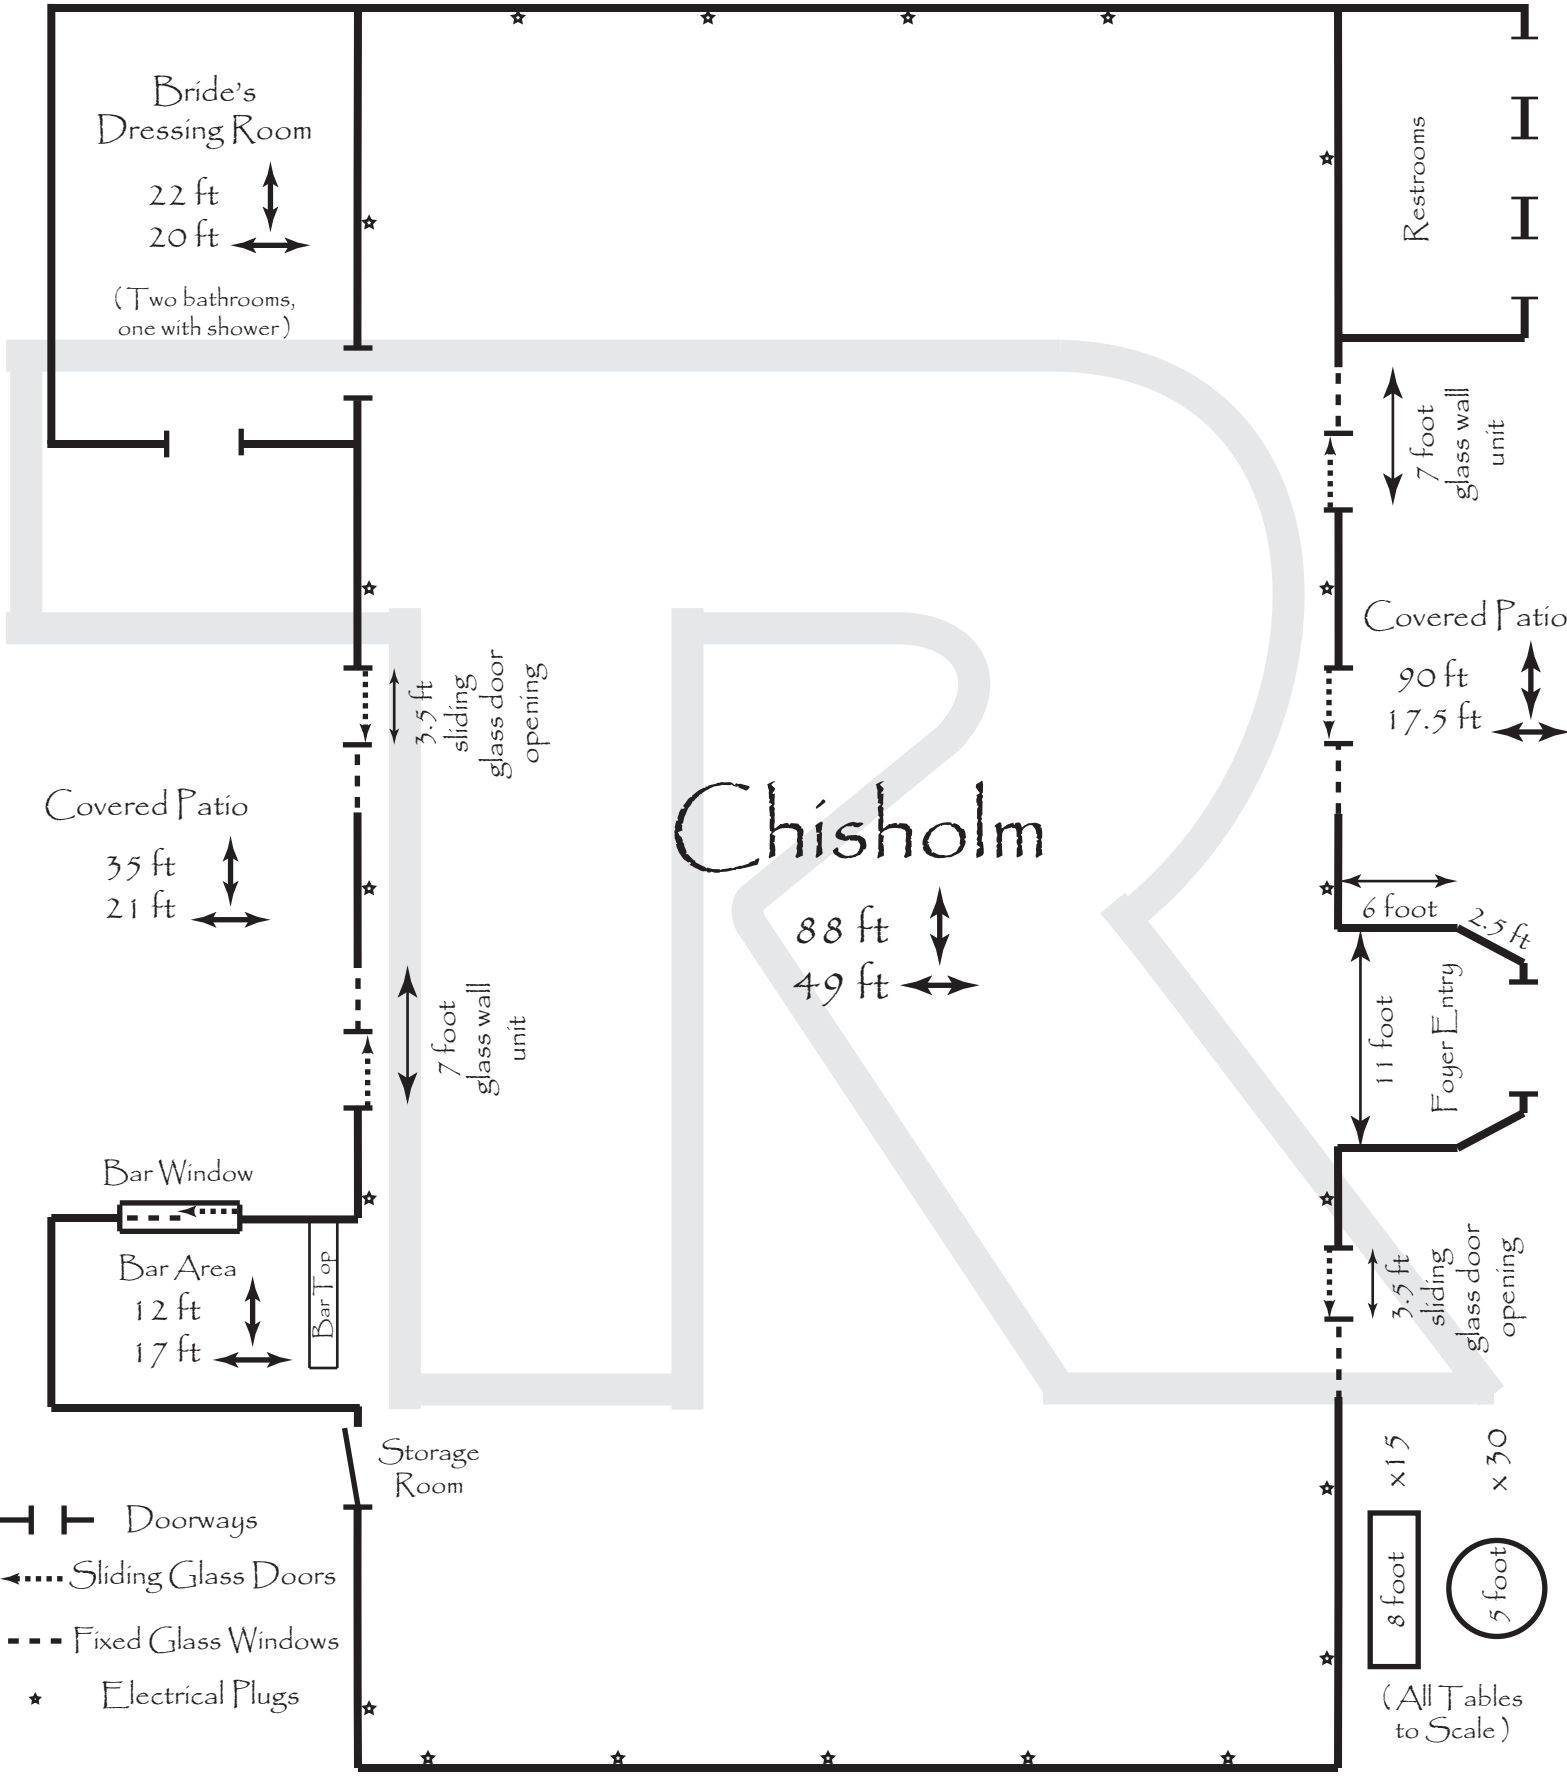 Bride's
Dressing Room
22 ft
20 ft
(Two bathrooms,
one with shower)
Restrooms
7 foot
glass wall
unit
Covered Patio
90 ft
17.5 ft
3.5 ft
sliding
glass door
opening
Covered Patio
35 ft
21 ft
Chisholm
88 ft
49 ft
6 foot
2.5 ft
11 foot
Foyer Entry
7 foot
glass wall
unit
Bar Window
Bar Area
12 ft
17 ft
Bar Top
3.5 ft
sliding
glass door
opening
Storage
Room
Doorways
Sliding Glass Doors
Fixed Glass Windows
Electrical Plugs
x15
x 30
8 foot
5 foot
(All Tables
to Scale)